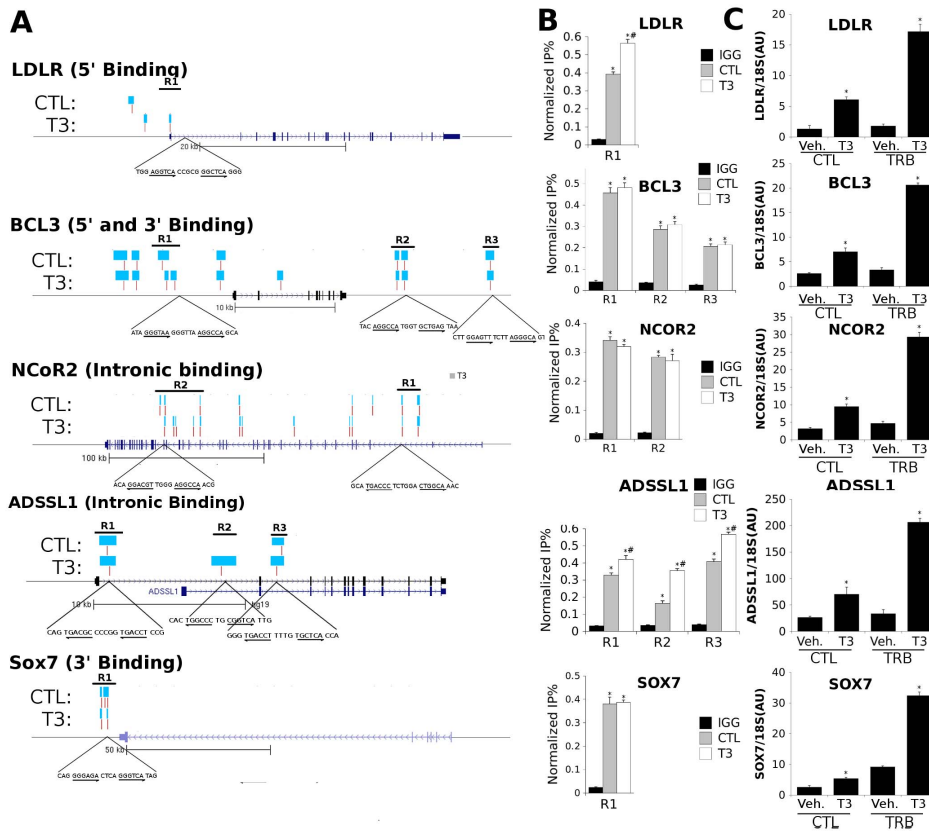 A
LDLR (5' Binding)
R1
CTL:
T3:
20 kb
TGG AGGTCA CCGCG GGCTCA GGG
BCL3 (5' and 3' Binding)
R1 R2 R3
CTL:
T3:
10 kb
ATA GGGTAA GGGTTA AGGCCA GCA
TAC AGGCCA TGGT GCTGAG TAA
CTT GGAGTT TCTT AGGGCA GT
NCoR2 (Intronic binding)
T3
R2 R1
CTL:
T3:
100 kb
ACA GGACGT TGGG AGGCCA ACG
GCA TGACCC TCTGGA CTGGCA AAC
ADSSL1 (Intronic Binding)
R1 R2 R3
CTL:
T3:
ADSSL1
10 kb
hg19
CAC TGGCCC TG CGGTCA TTG
CAG TGACGC CCCGG TGACCT CCG
GGG TGACCT TTTG TGCTCA CCA
Sox7 (3' Binding)
R1
CTL:
T3:
50 kb
CAG GGGAGA CTCA GGGTCA TAG
B
LDLR
Normalized IP%
0.6
0.5
0.4
0.3
0.2
0.1
0
*
*#
IGG
CTL
T3
R1
BCL3
Normalized IP%
0.5
0.4
0.3
0.2
0.1
0
* * * * * *
IGG
CTL
T3
R1 R2 R3
NCOR2
Normalized IP%
0.4
0.3
0.2
0.1
0
* * * *
IGG
CTL
T3
R1 R2
ADSSL1
Normalized IP%
0.6
0.5
0.4
0.3
0.2
0.1
0
* *# * *# * *#
IGG
CTL
T3
R1 R2 R3
SOX7
Normalized IP%
0.5
0.4
0.3
0.2
0.1
0
* *
IGG
CTL
T3
R1
C
LDLR
LDLR/18S(AU)
20
15
10
5
0
* *
Veh. T3 Veh. T3
CTL TRB
BCL3
BCL3/18S(AU)
25
20
15
10
5
0
* *
Veh. T3 Veh. T3
CTL TRB
NCOR2
NCOR2/18S(AU)
35
30
25
20
15
10
5
0
* *
Veh. T3 Veh. T3
CTL TRB
ADSSL1
ADSSL1/18S(AU)
250
200
150
100
50
0
* *
Veh. T3 Veh. T3
CTL TRB
SOX7
SOX7/18S(AU)
40
30
20
10
0
* *
Veh. T3 Veh. T3
CTL TRB